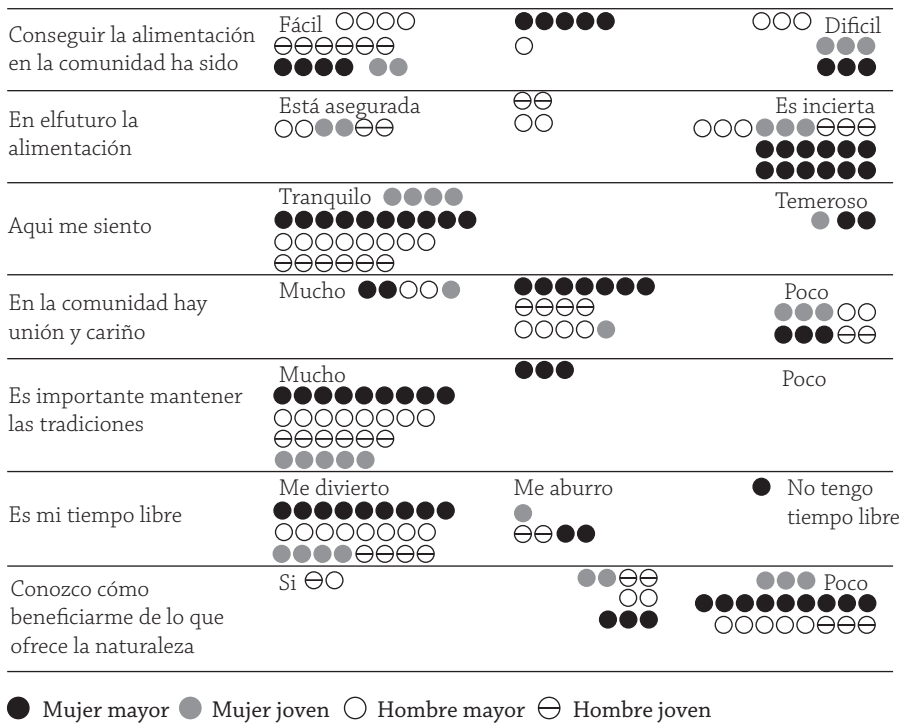 Conseguir la alimentación
en la comunidad ha sido
Fácil
Dificil
En elfuturo la
alimentación
Está asegurada
Es incierta
Aqui me siento
Tranquilo
Temeroso
En la comunidad hay
unión y cariño
Mucho
Poco
Es importante mantener
las tradiciones
Mucho
Poco
Es mi tiempo libre
Me divierto
Me aburro
No tengo
tiempo libre
Conozco cómo
beneficiarme de lo que
ofrece la naturaleza
Si
Poco
Mujer mayor Mujer joven Hombre mayor Hombre joven